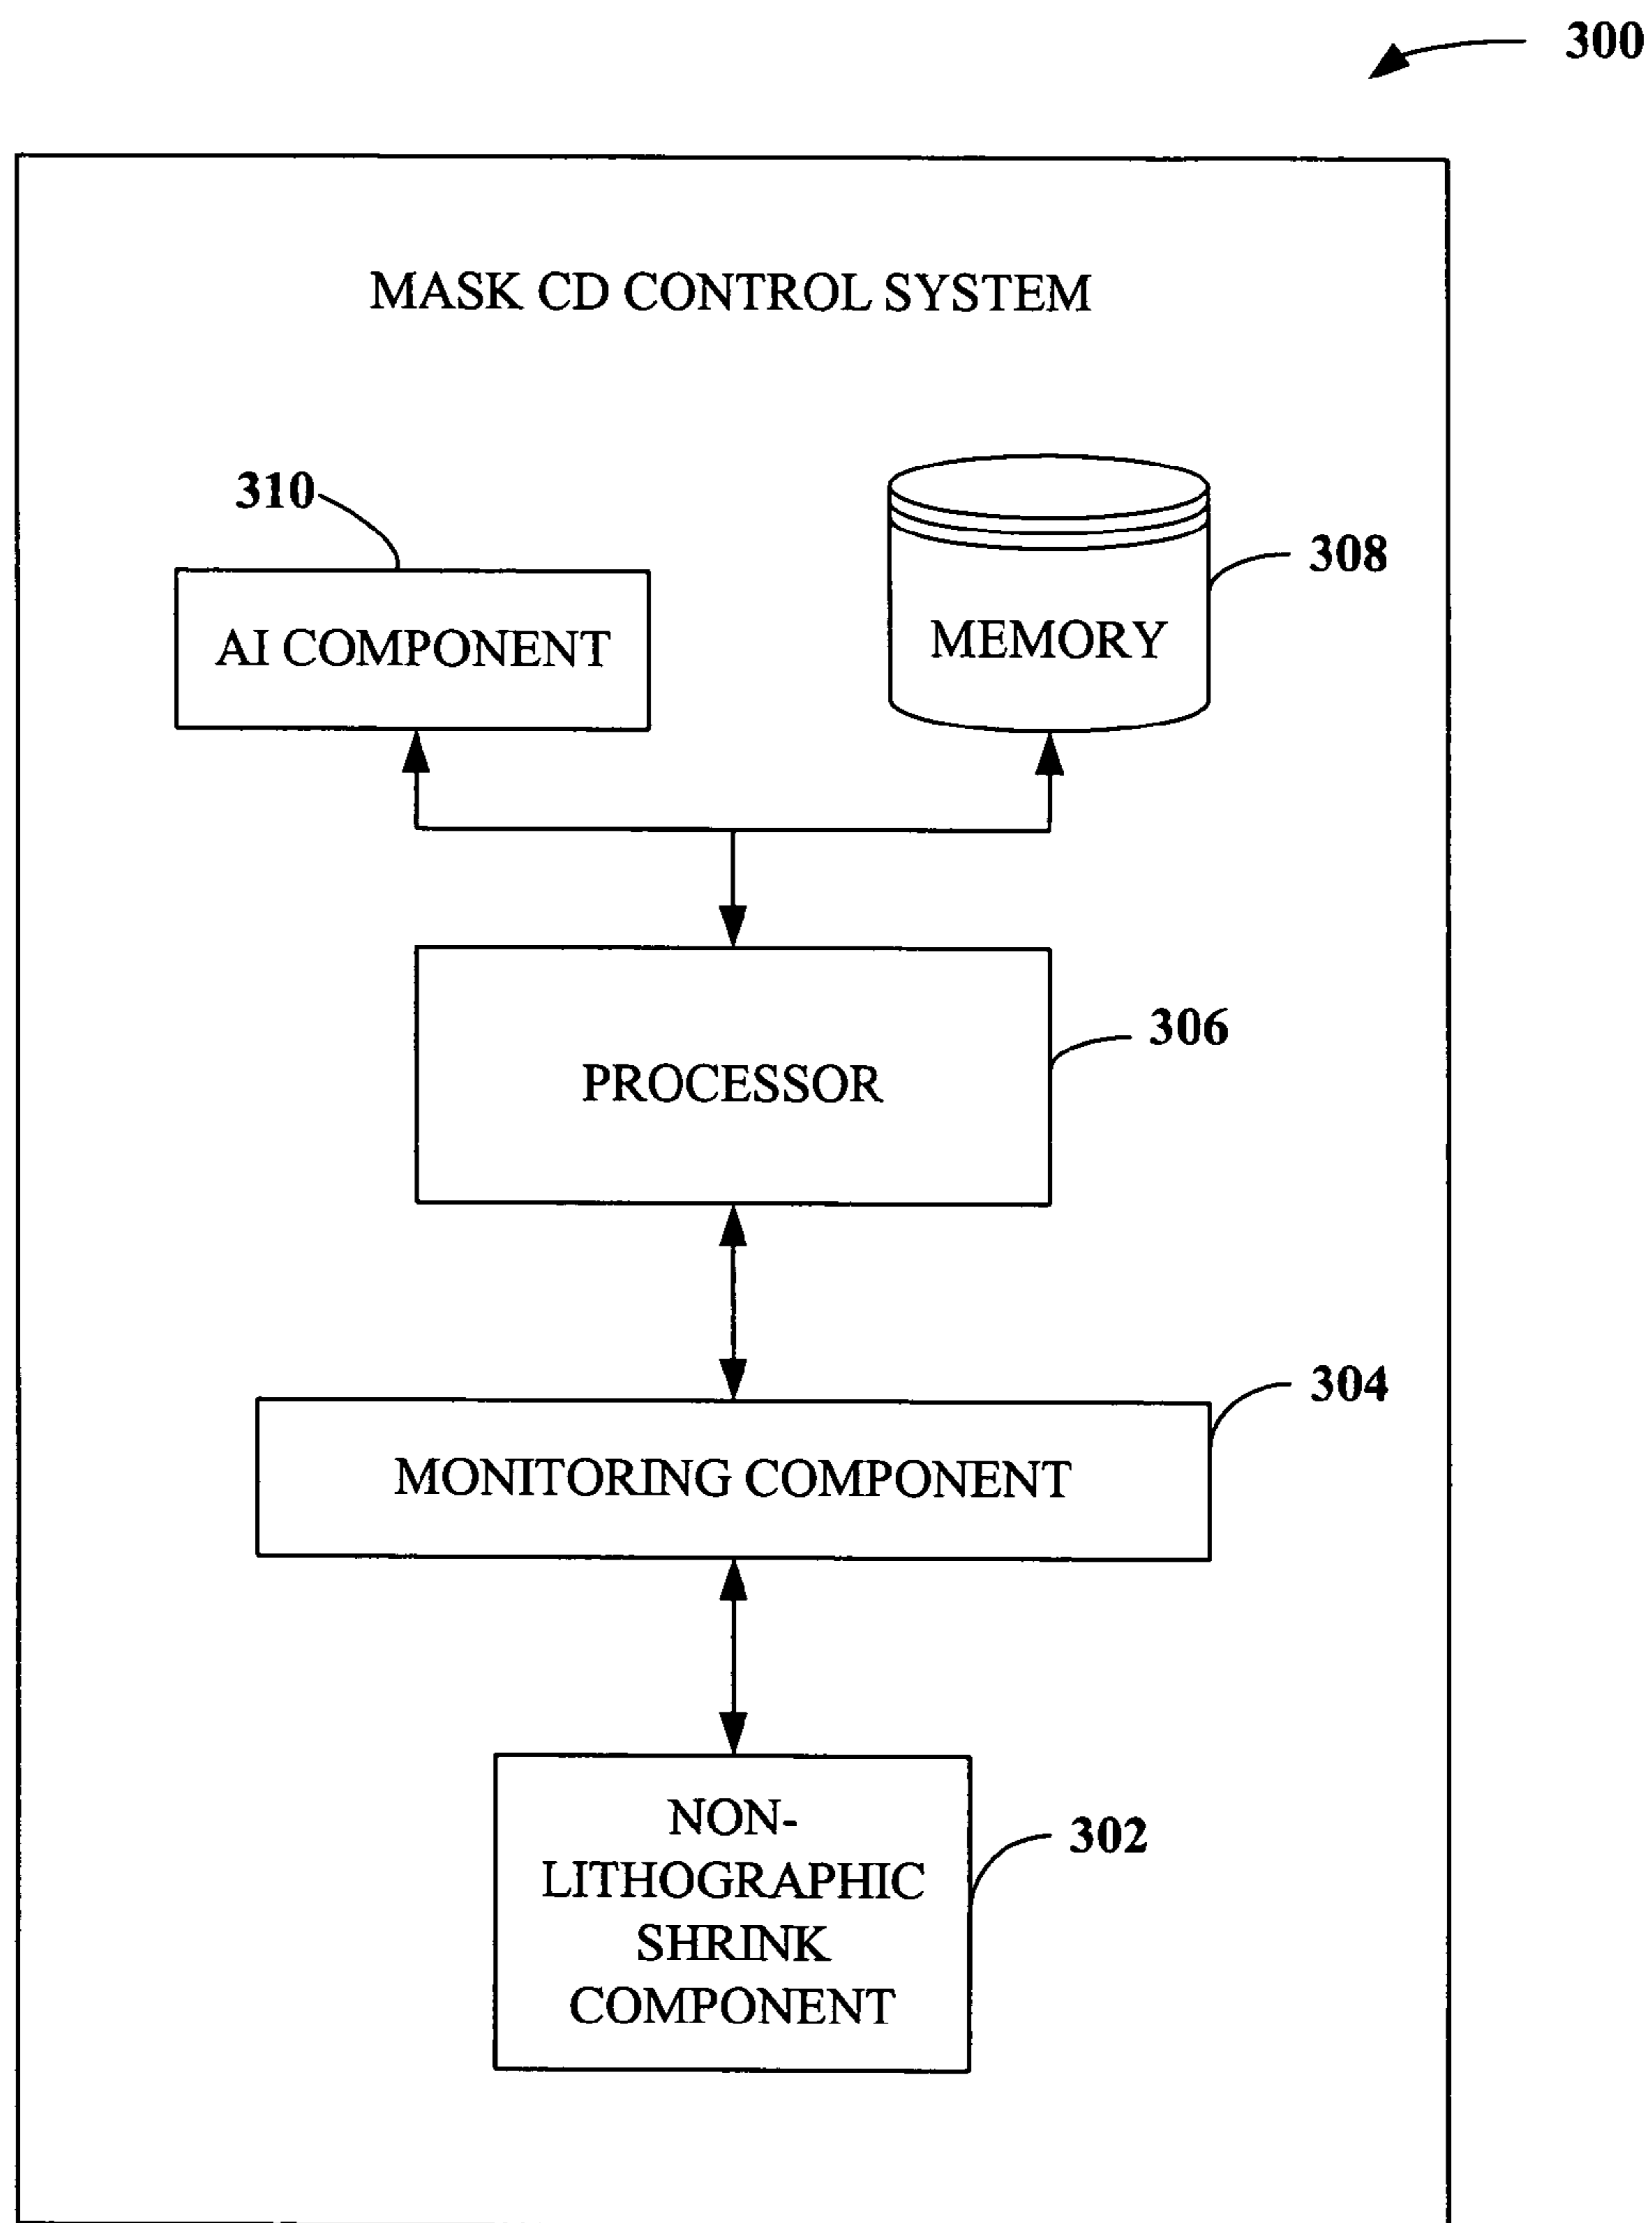 300
MASK CD CONTROL SYSTEM
310
308
AI COMPONENT
MEMORY
306
PROCESSOR
304
MONITORING COMPONENT
302
NON-
LITHOGRAPHIC
SHRINK
COMPONENT